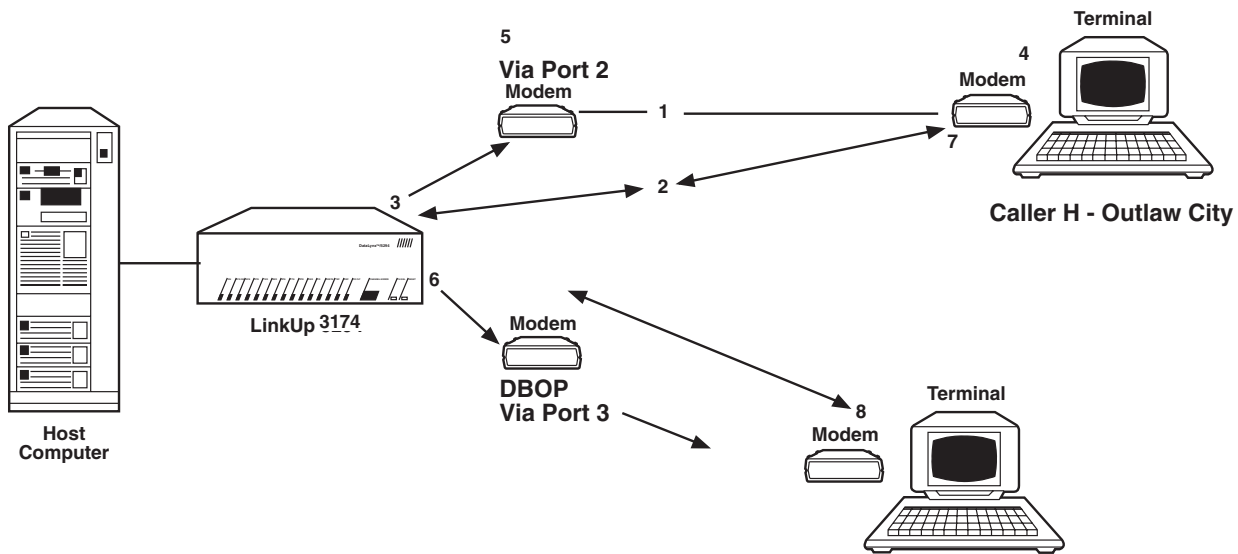 Terminal
5
4
Via Port 2
Modem
Modem
1
7
2
3
Caller H - Outlaw City
6
LinkUp 3174
Modem
DBOP
Via Port 3
Terminal
8
Modem
Host
Computer